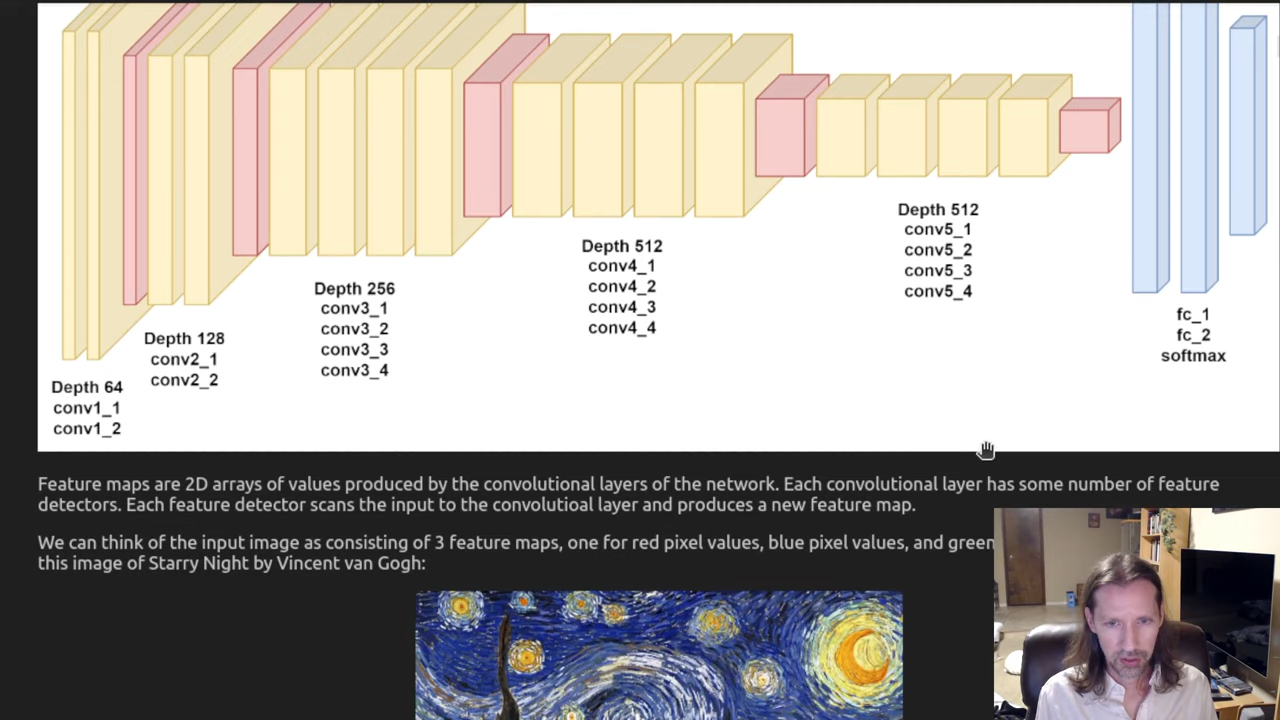 Depth 64
conv1_1
conv1_2
Depth 128
conv2_1
conv2_2
Depth 256
conv3_1
conv3_2
conv3_3
conv3_4
Depth 512
conv4_1
conv4_2
conv4_3
conv4_4
Depth 512
conv5_1
conv5_2
conv5_3
conv5_4
fc_1
fc_2
softmax
Feature maps are 2D arrays of values produced by the convolutional layers of the network. Each convolutional layer has some number of feature
detectors. Each feature detector scans the input to the convolutioal layer and produces a new feature map.
We can think of the input image as consisting of 3 feature maps, one for red pixel values, blue pixel values, and green
this image of Starry Night by Vincent van Gogh: